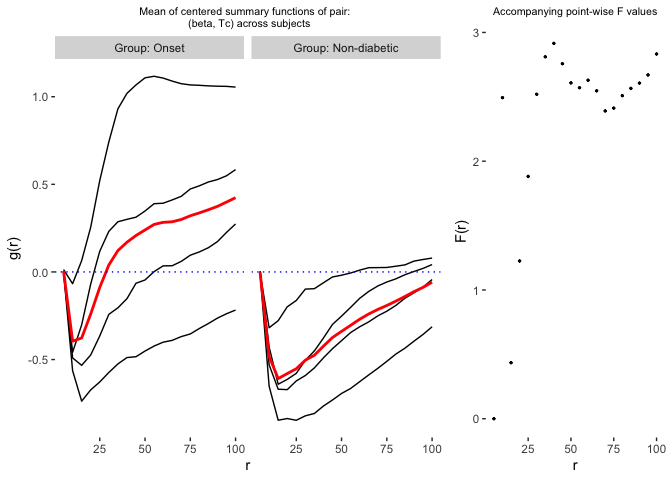 Mean of centered summary functions of pair:
(beta, Tc) across subjects
Group: Onset
Group: Non-diabetic
g(r)
1.0
0.5
0.0
-0.5
25 50 75 100
25 50 75 100
r
Accompanying point-wise F values
F(r)
3
2
1
0
25 50 75 100
r